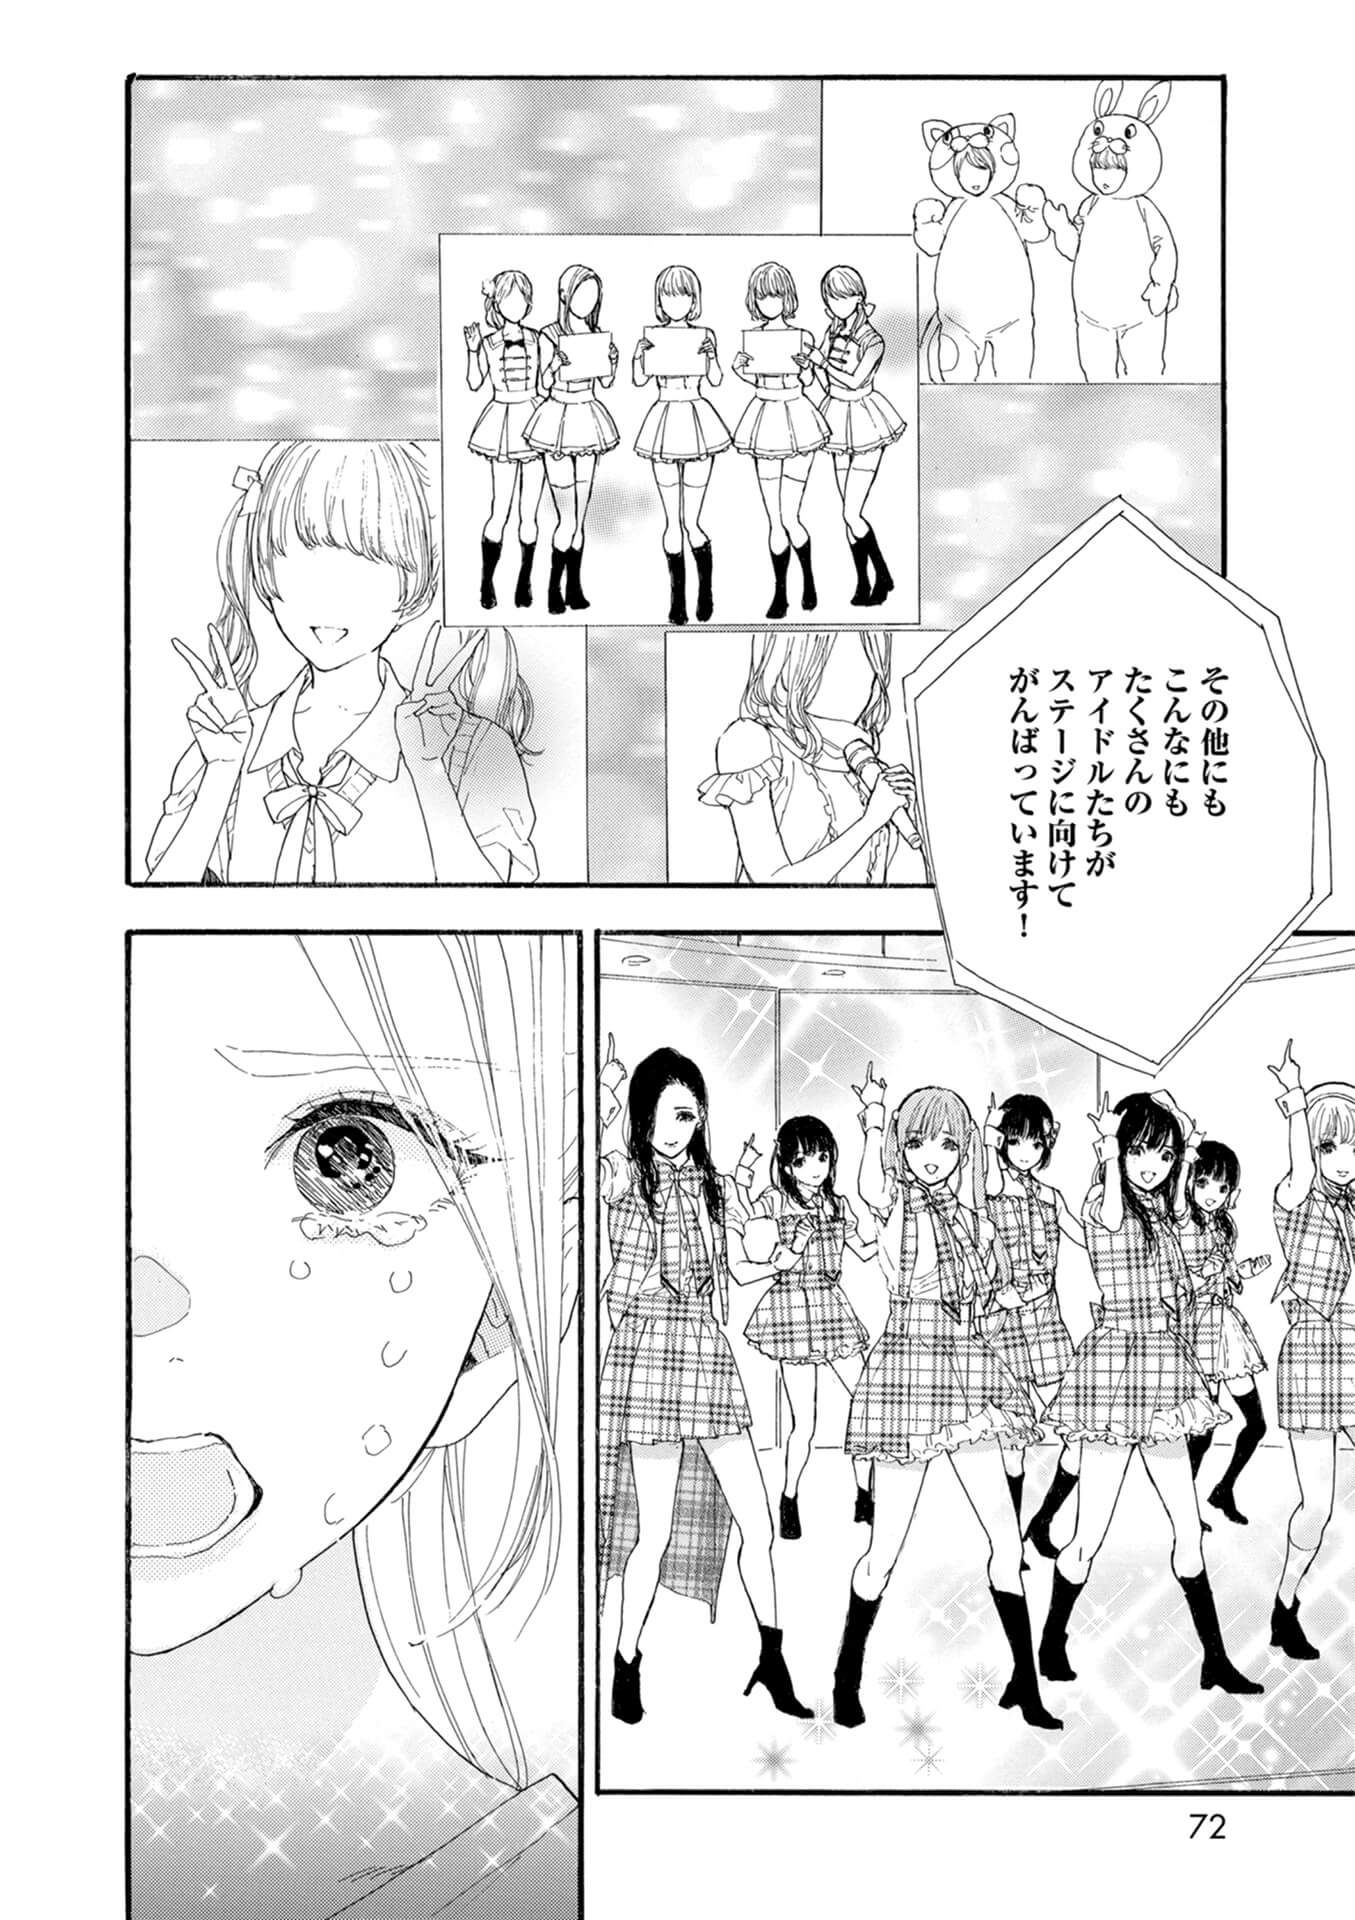 その他にも
こんなにも
たくさんの
アイドルたちが
ステージに向けて
がんばっています！
72